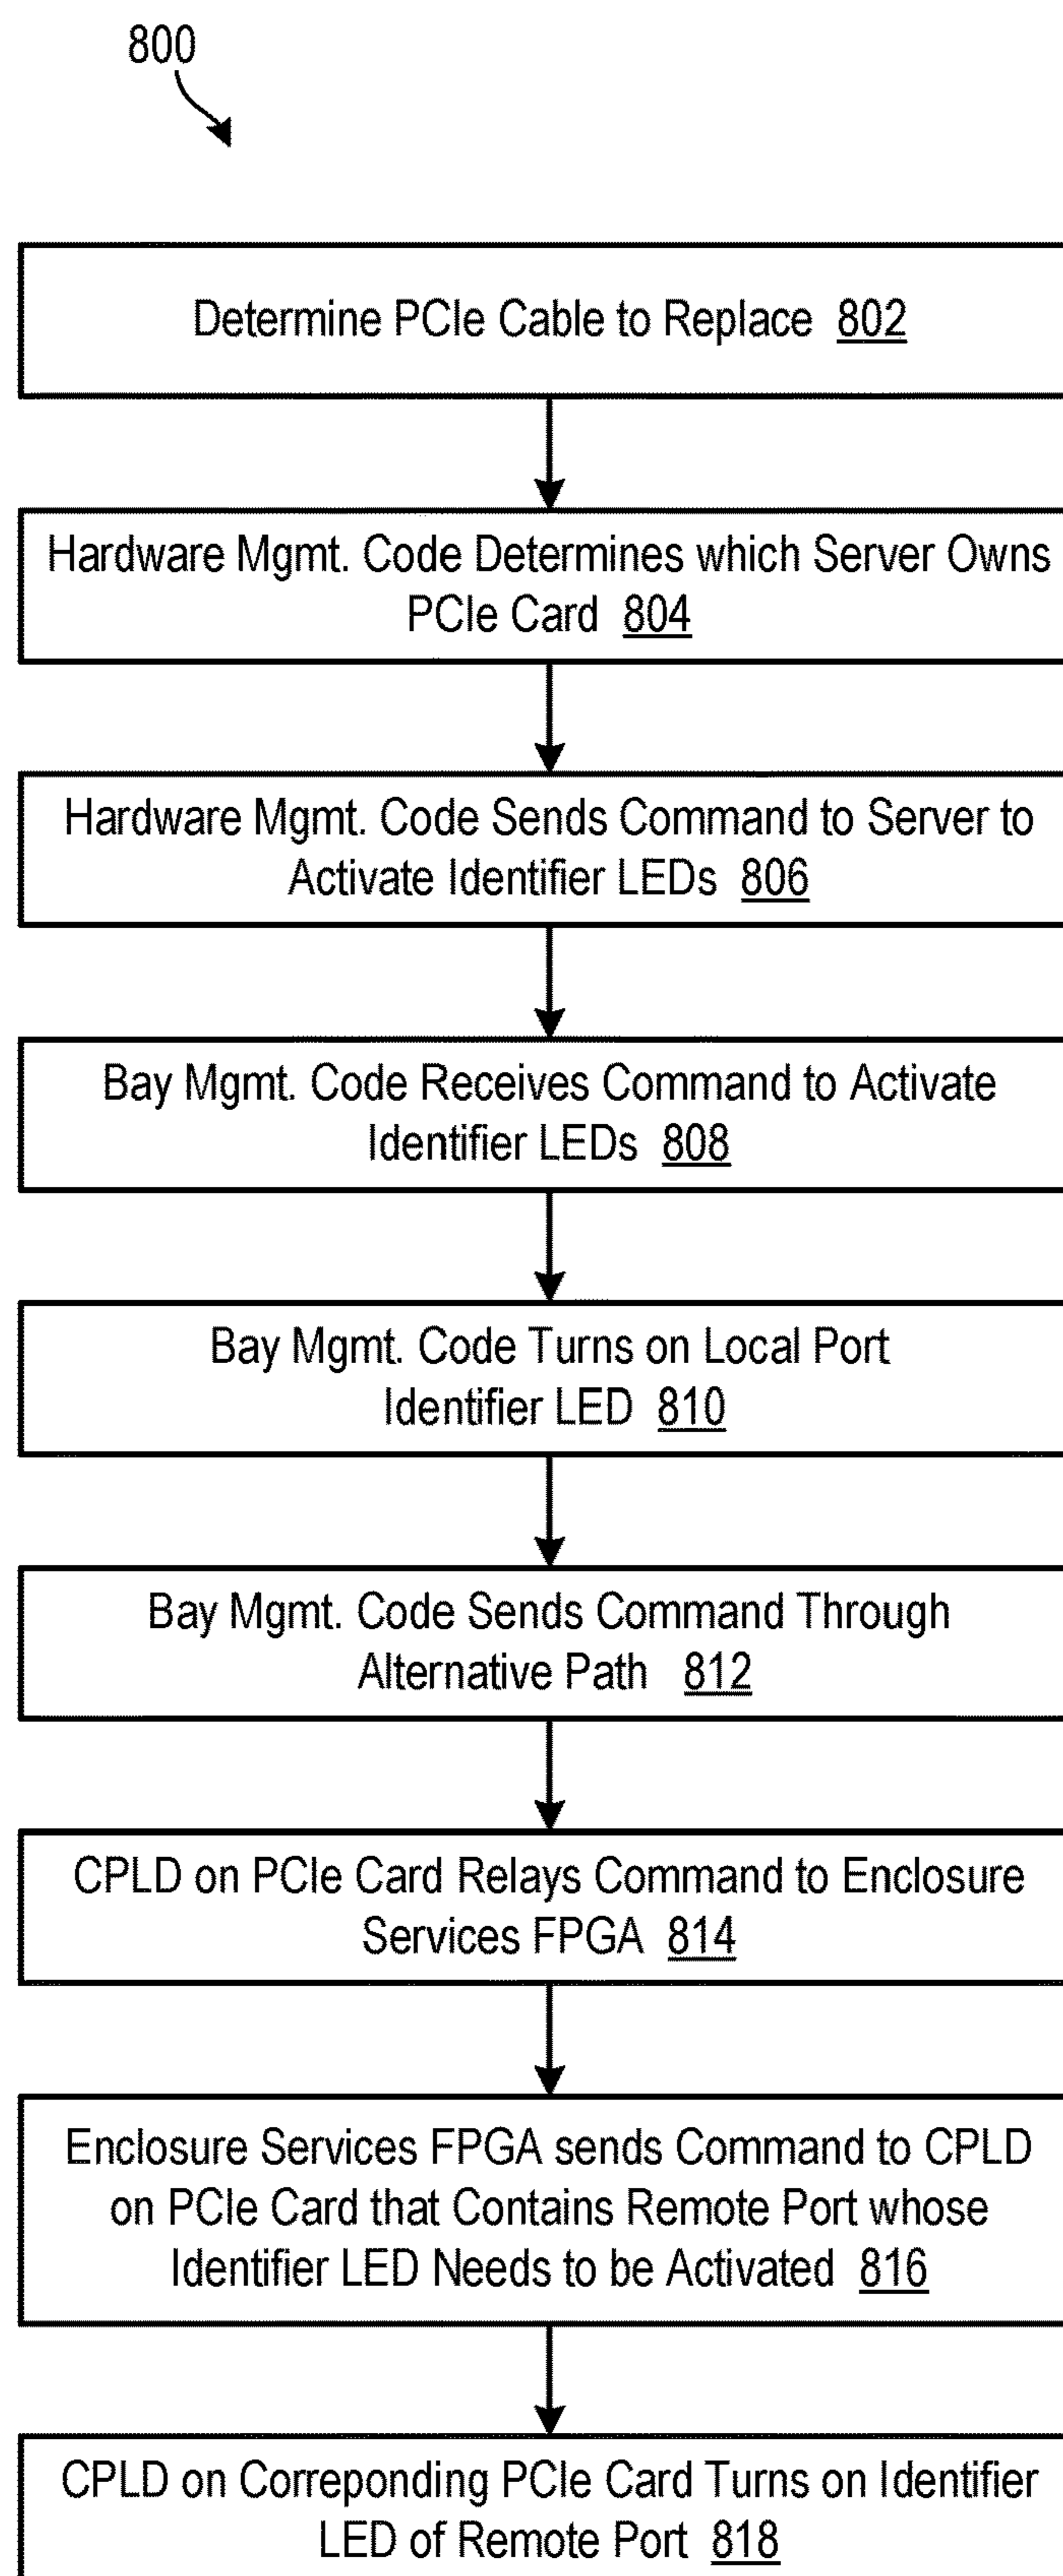 800
Determine PCIe Cable to Replace 802
Hardware Mgmt. Code Determines which Server Owns
PCIe Card 804
Hardware Mgmt. Code Sends Command to Server to
Activate Identifier LEDs 806
Bay Mgmt. Code Receives Command to Activate
Identifier LEDs 808
Bay Mgmt. Code Turns on Local Port
Identifier LED 810
Bay Mgmt. Code Sends Command Through
Alternative Path 812
CPLD on PCIe Card Relays Command to Enclosure
Services FPGA 814
Enclosure Services FPGA sends Command to CPLD
on PCIe Card that Contains Remote Port whose
Identifier LED Needs to be Activated 816
CPLD on Correponding PCIe Card Turns on Identifier
LED of Remote Port 818